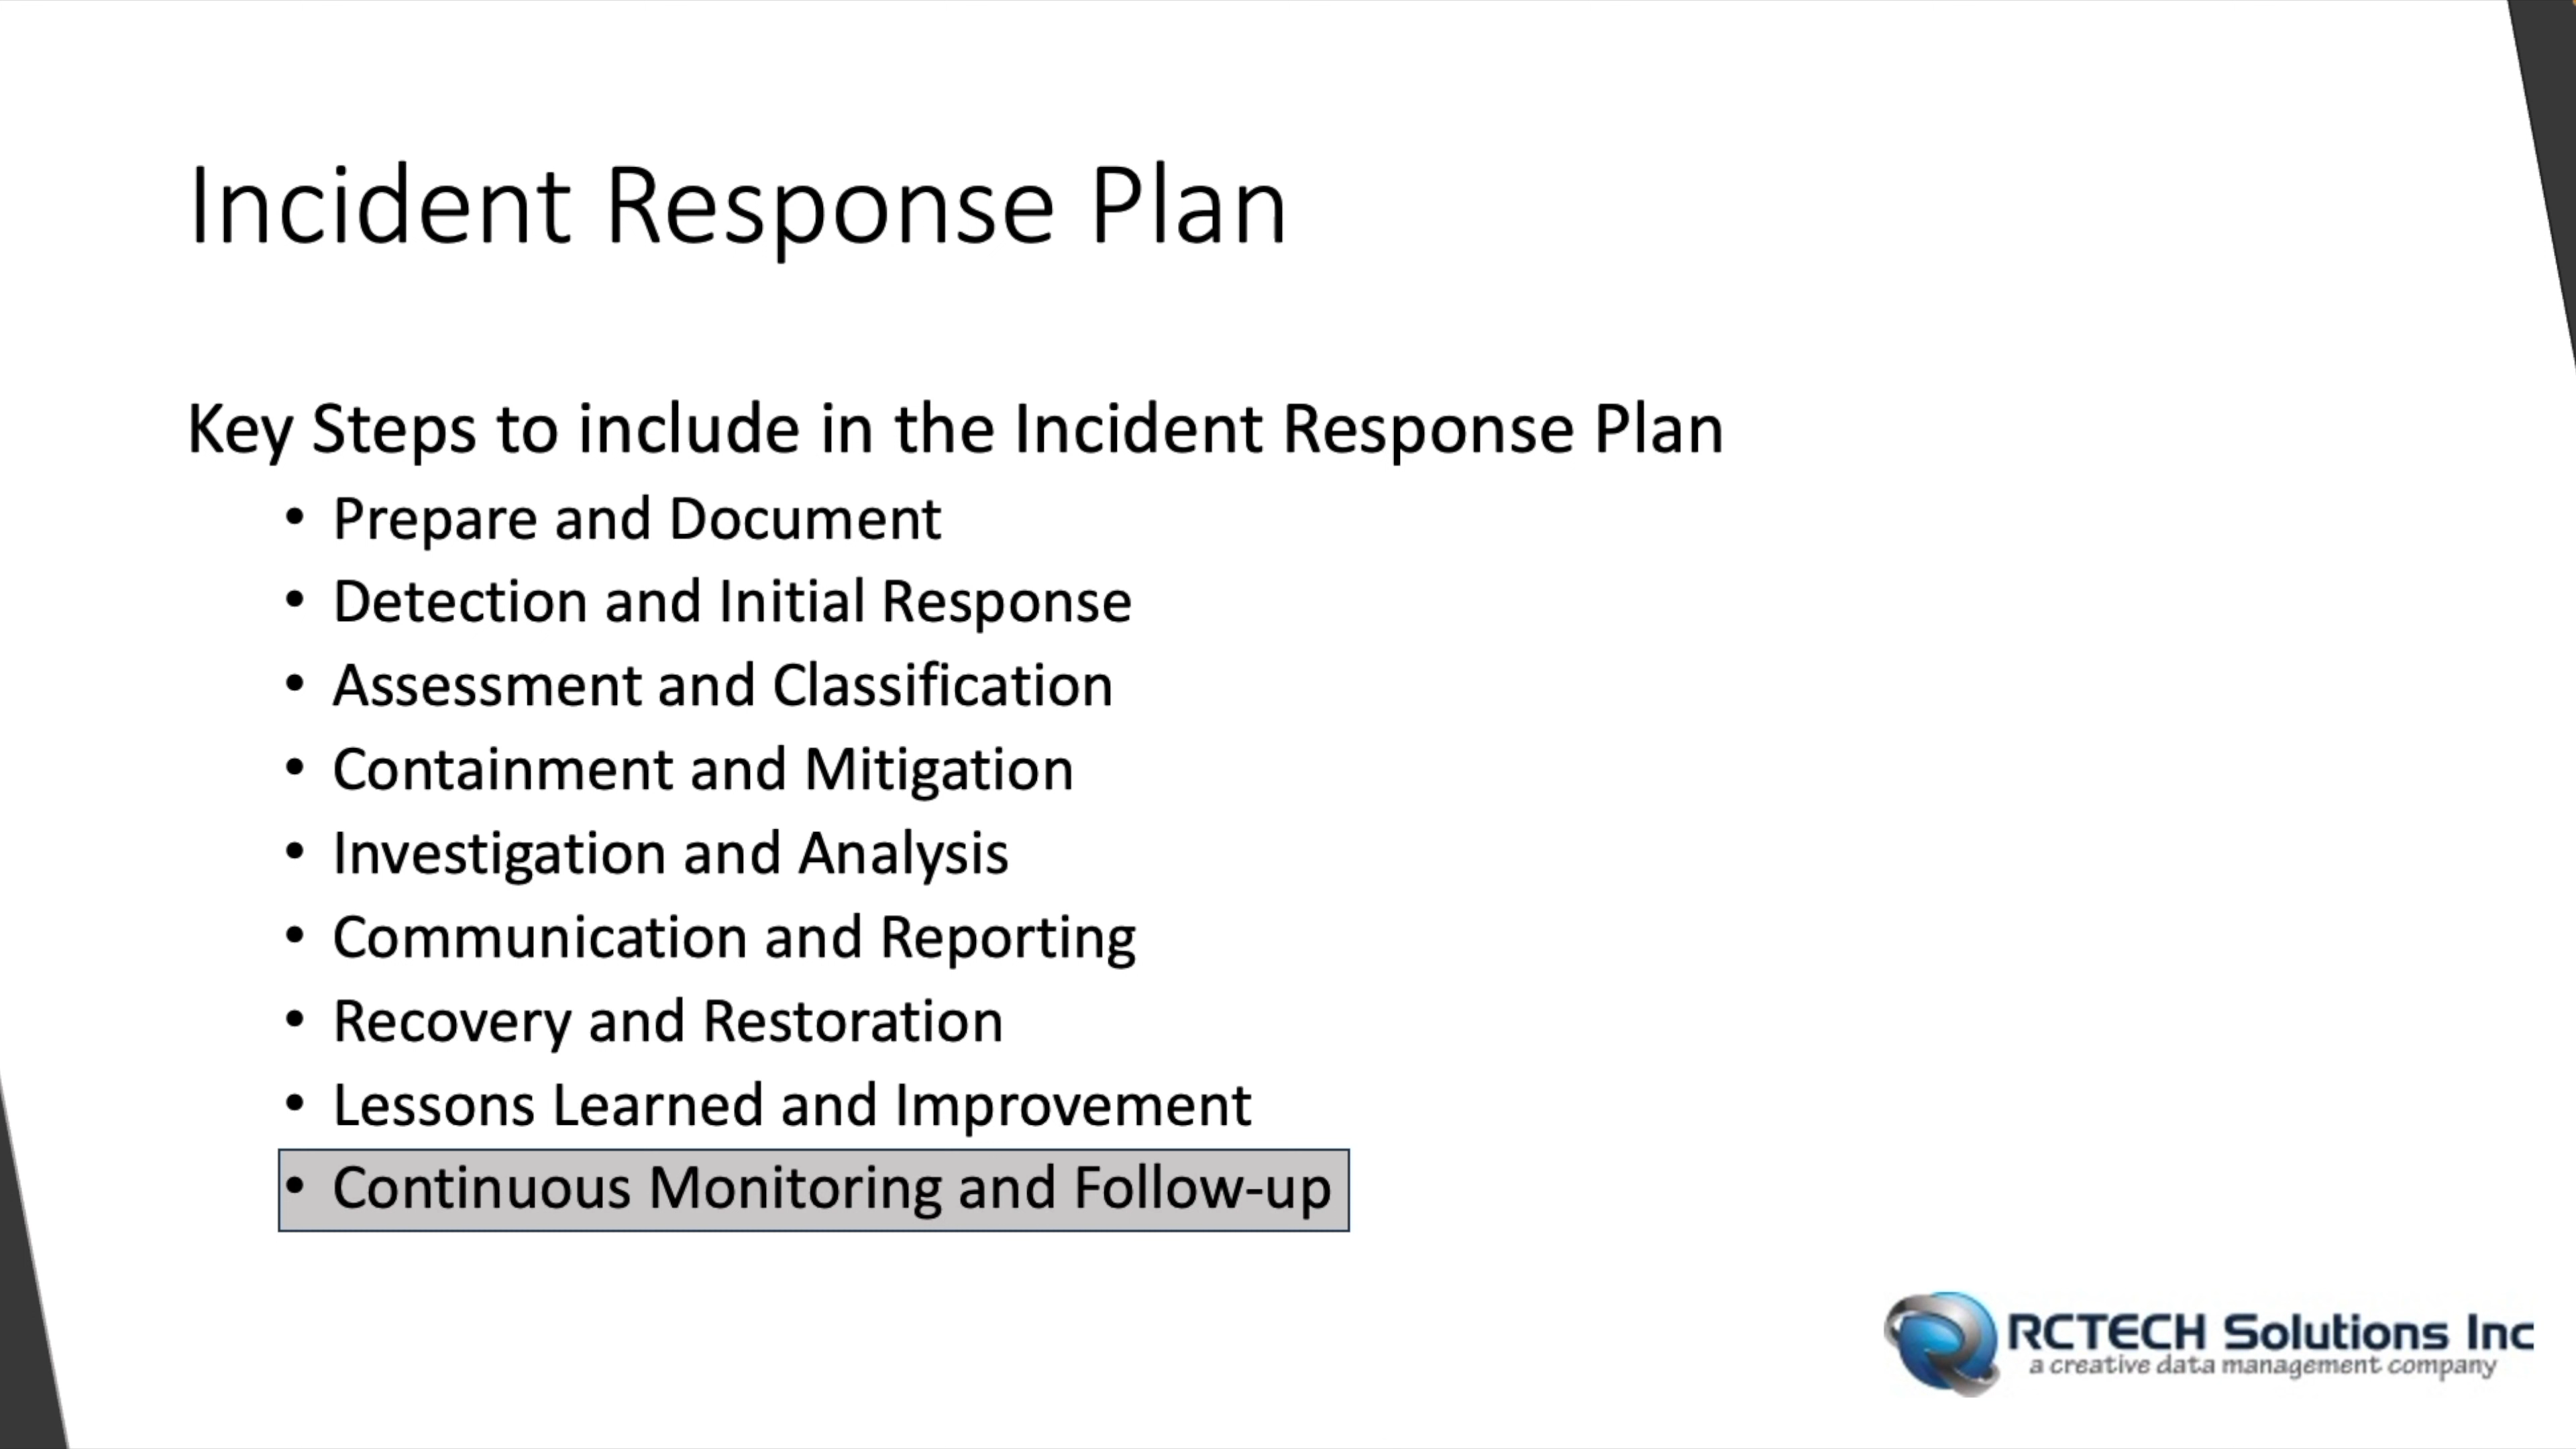 Incident Response Plan
Key Steps to include in the Incident Response Plan
• Prepare and Document
• Detection and Initial Response
• Assessment and Classification
• Containment and Mitigation
• Investigation and Analysis
• Communication and Reporting
• Recovery and Restoration
• Lessons Learned and Improvement
• Continuous Monitoring and Follow-up
RCTECH Solutions Inc
a creative data management company